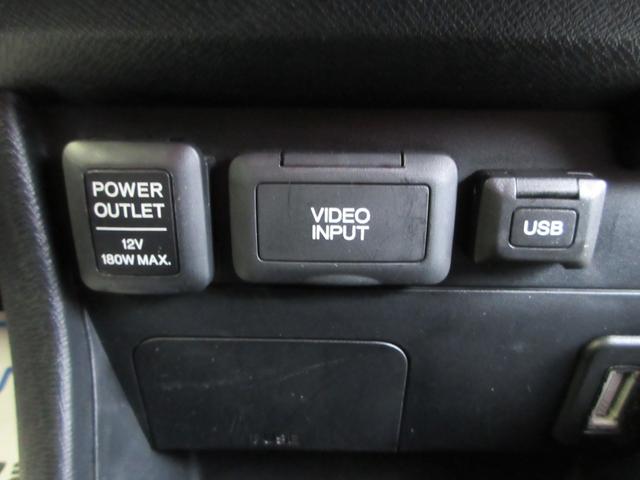 POWER
OUTLET
12V
180W MAX.
VIDEO
INPUT
USB